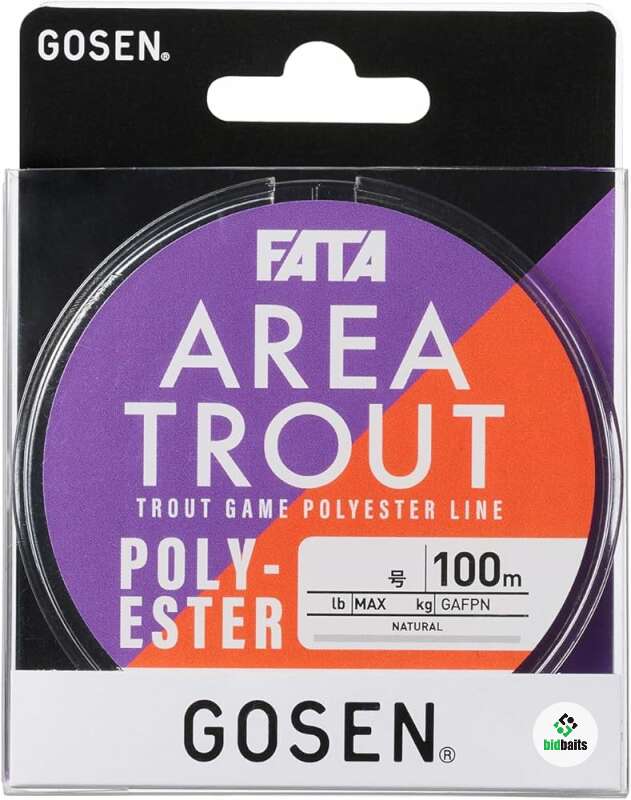 GOSEN®
FATA
AREA
TROUT
TROUT GAME POLYESTER LINE
POLY-
ESTER
号 100m
lb MAX kg GAFPN
NATURAL
GOSEN®
bidbaits